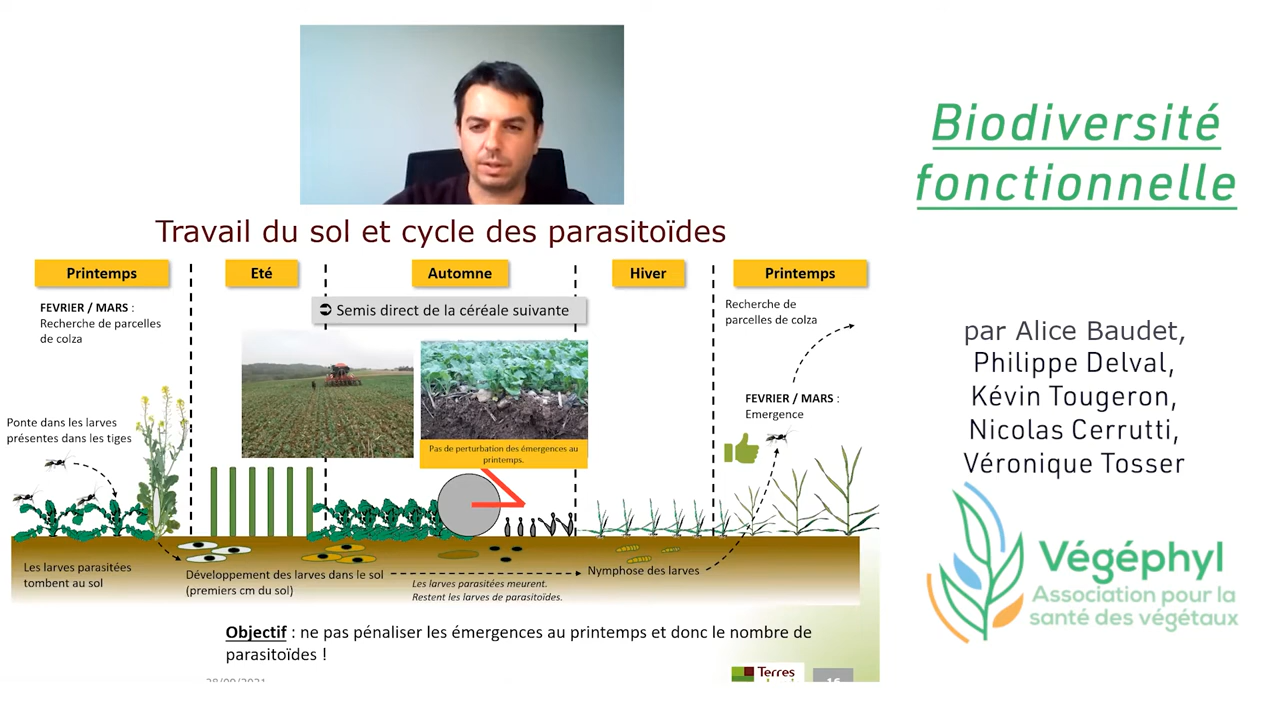 Biodiversité
fonctionnelle
par Alice Baudet,
Philippe Delval,
Kévin Tougeron,
Nicolas Cerrutti,
Véronique Tosser
Végéphyl
Association pour la
santé des végétaux
Travail du sol et cycle des parasitoïdes
Printemps
Eté
Automne
Hiver
Printemps
FEVRIER / MARS :
Recherche de parcelles
de colza
➲ Semis direct de la céréale suivante
Recherche de
parcelles de colza
FEVRIER / MARS :
Emergence
Ponte dans les larves
présentes dans les tiges
Pas de perturbation des émergences au
printemps.
Les larves parasitées
tombent au sol
Développement des larves dans le sol
(premiers cm du sol)
Les larves parasitées meurent.
Restent les larves de parasitoïdes.
Nymphose des larves
Objectif : ne pas pénaliser les émergences au printemps et donc le nombre de
parasitoïdes !
28/09/2021
Terres
16